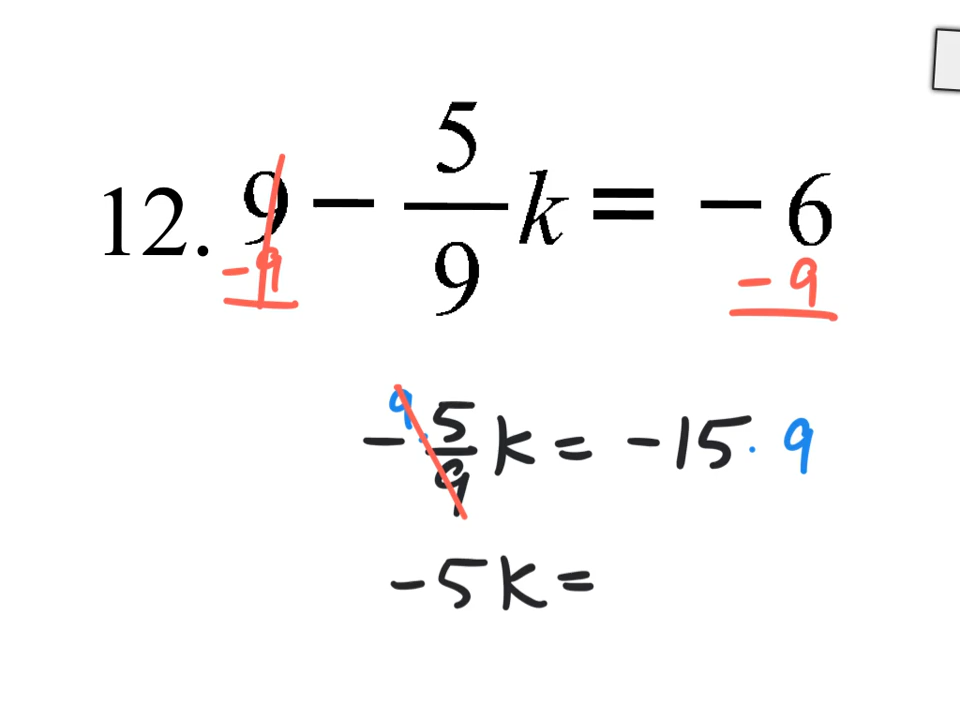 12. 9 − 5/9 k = − 6
−9 −9
−9 · 5/9 k = −15 · 9
−5k =